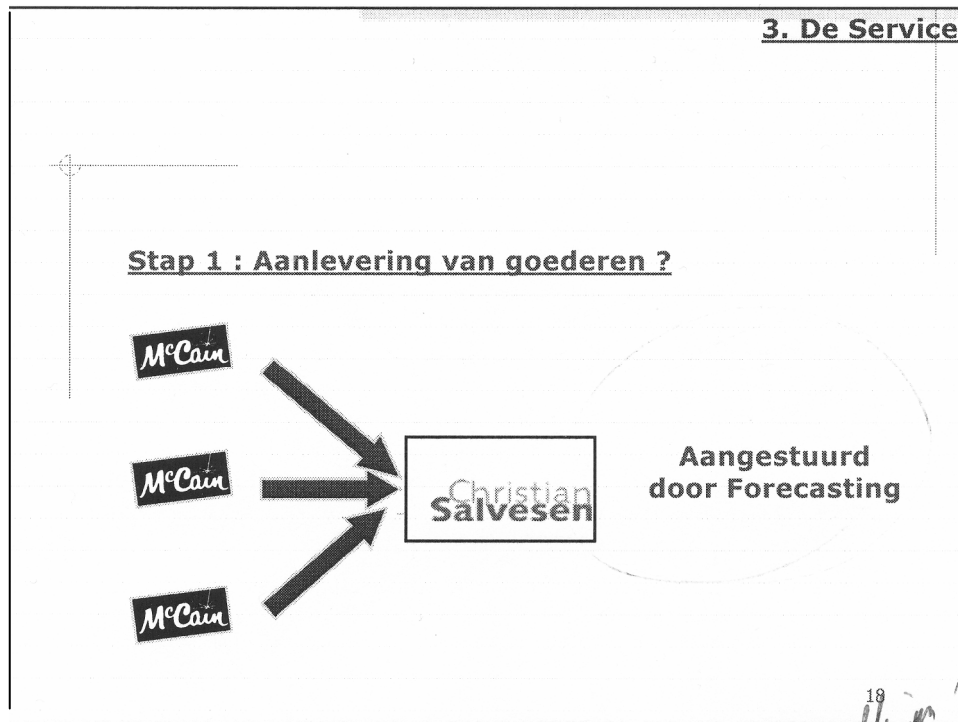 3. De Service
Stap 1 : Aanlevering van goederen ?
McCain
McCain
Christian
Salvesen
Aangestuurd
door Forecasting
McCain
18